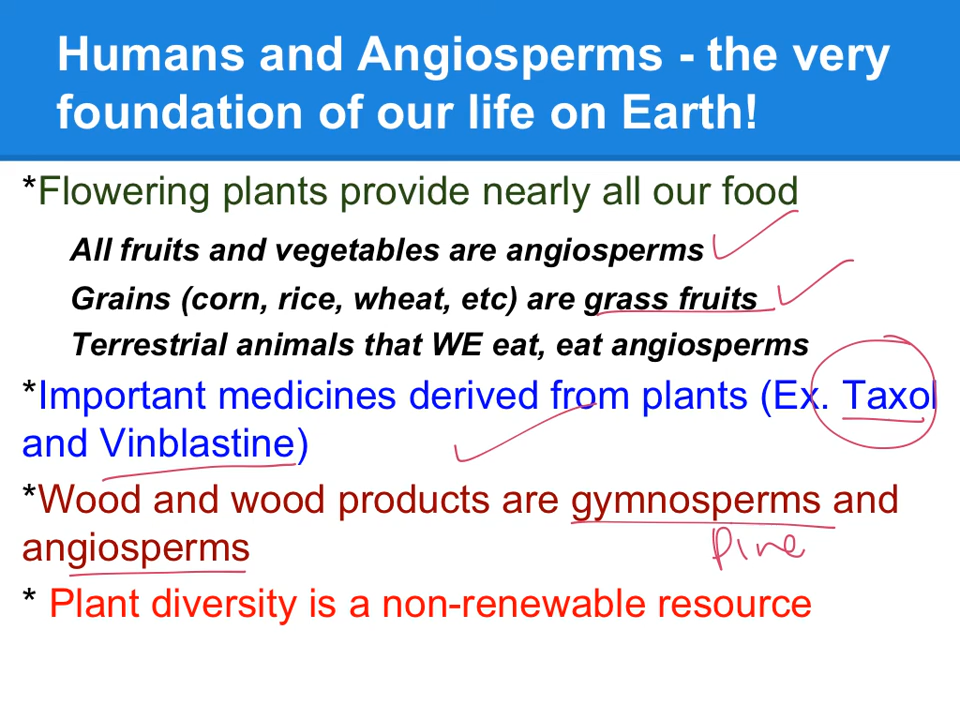 Humans and Angiosperms - the very
foundation of our life on Earth!
*Flowering plants provide nearly all our food
All fruits and vegetables are angiosperms
Grains (corn, rice, wheat, etc) are grass fruits
Terrestrial animals that WE eat, eat angiosperms
*Important medicines derived from plants (Ex. Taxol
and Vinblastine)
*Wood and wood products are gymnosperms and
angiosperms
Pine
* Plant diversity is a non-renewable resource